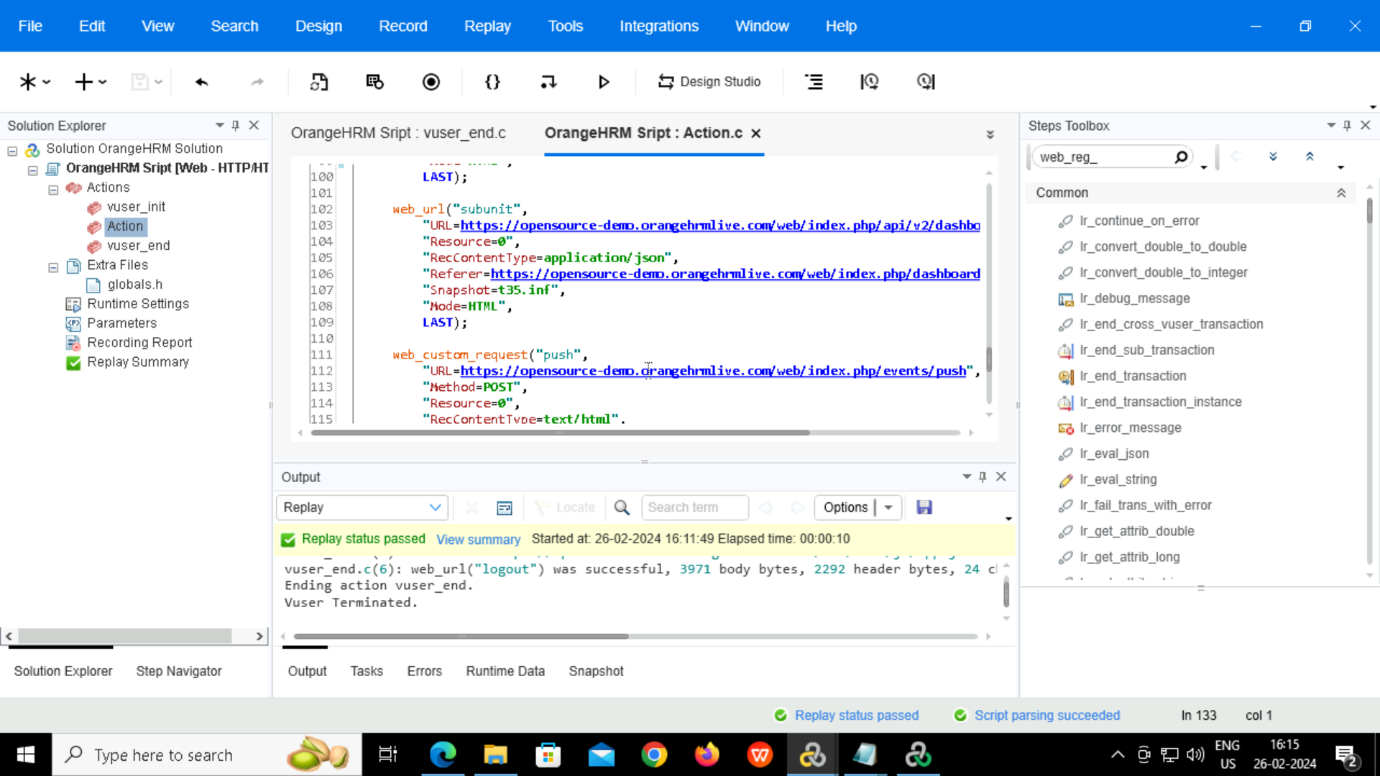 File Edit View Search Design Record Replay Tools Integrations Window Help
Design Studio
Solution Explorer
Solution OrangeHRM Solution
OrangeHRM Sript [Web - HTTP/HT
Actions
vuser_init
Action
vuser_end
Extra Files
globals.h
Runtime Settings
Parameters
Recording Report
Replay Summary
Solution Explorer Step Navigator
OrangeHRM Sript : vuser_end.c OrangeHRM Sript : Action.c
100 LAST);
101
102 web_url("subunit",
103 "URL=https://opensource-demo.orangehrmlive.com/web/index.php/api/v2/dashbo
104 "Resource=0",
105 "RecContentType=application/json",
106 "Referer=https://opensource-demo.orangehrmlive.com/web/index.php/dashboard
107 "Snapshot=t35.inf",
108 "Mode=HTML",
109 LAST);
110
111 web_custom_request("push",
112 "URL=https://opensource-demo.orangehrmlive.com/web/index.php/events/push",
113 "Method=POST",
114 "Resource=0",
115 "RecContentType=text/html",
Output
Replay Locate Search term Options
Replay status passed View summary Started at: 26-02-2024 16:11:49 Elapsed time: 00:00:10
vuser_end.c(6): web_url("logout") was successful, 3971 body bytes, 2292 header bytes, 24 c
Ending action vuser_end.
Vuser Terminated.
Output Tasks Errors Runtime Data Snapshot
Steps Toolbox
web_reg_
Common
lr_continue_on_error
lr_convert_double_to_double
lr_convert_double_to_integer
lr_debug_message
lr_end_cross_vuser_transaction
lr_end_sub_transaction
lr_end_transaction
lr_end_transaction_instance
lr_error_message
lr_eval_json
lr_eval_string
lr_fail_trans_with_error
lr_get_attrib_double
lr_get_attrib_long
Replay status passed Script parsing succeeded ln 133 col 1
Type here to search
W
ENG
US
16:15
26-02-2024
2